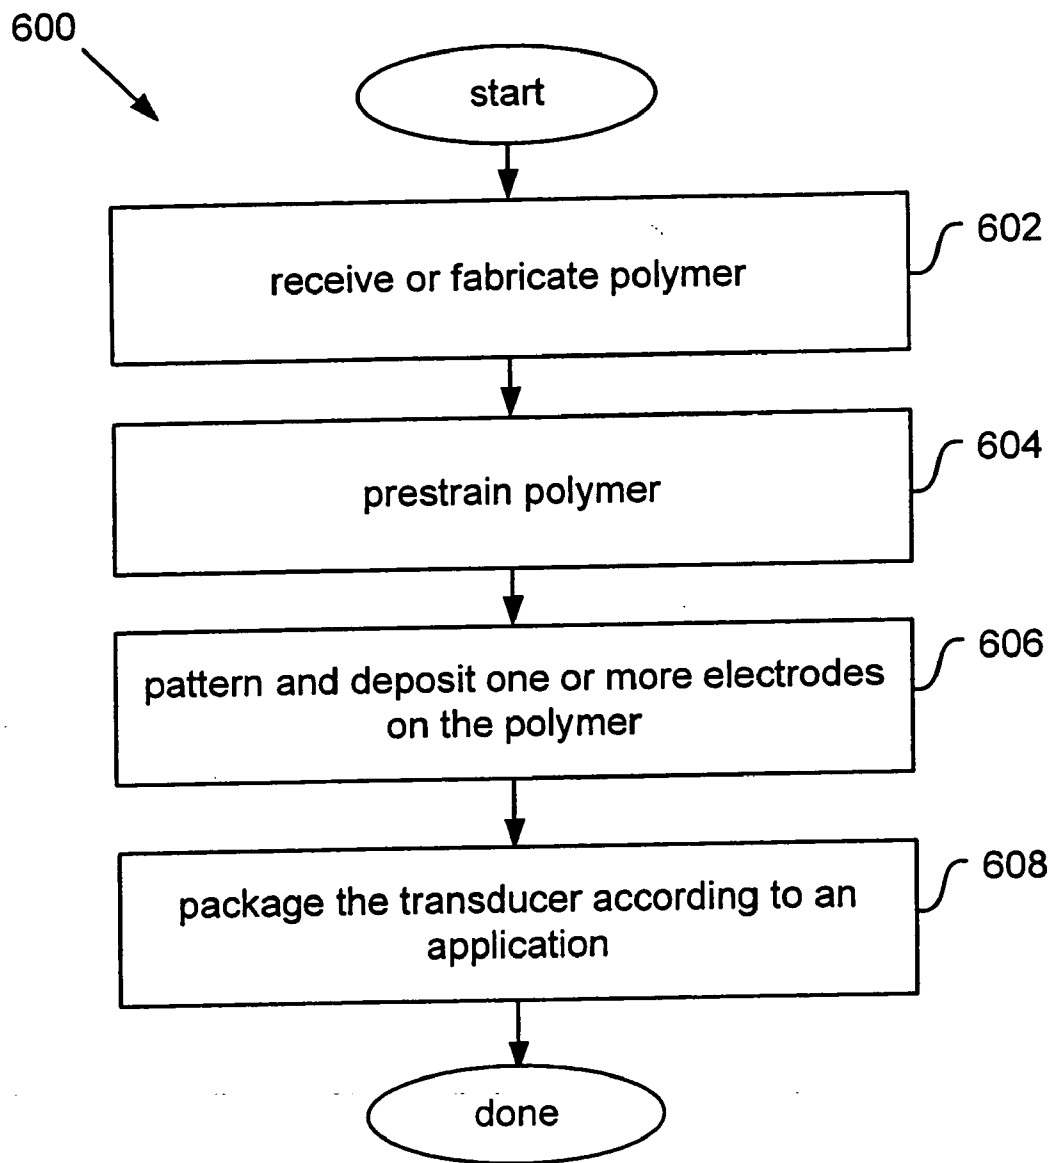 600
start
602
receive or fabricate polymer
604
prestrain polymer
606
pattern and deposit one or more electrodes
on the polymer
608
package the transducer according to an
application
done